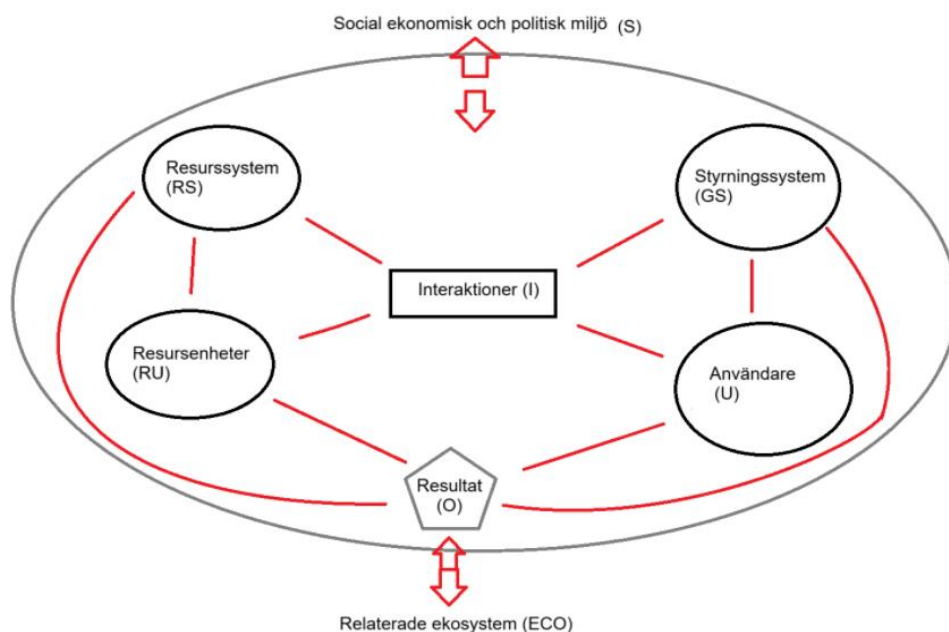 Social ekonomisk och politisk miljö (S)
Resurssystem
(RS)
Styrningssystem
(GS)
Interaktioner (I)
Resursenheter
(RU)
Användare
(U)
Resultat
(O)
Relaterade ekosystem (ECO)